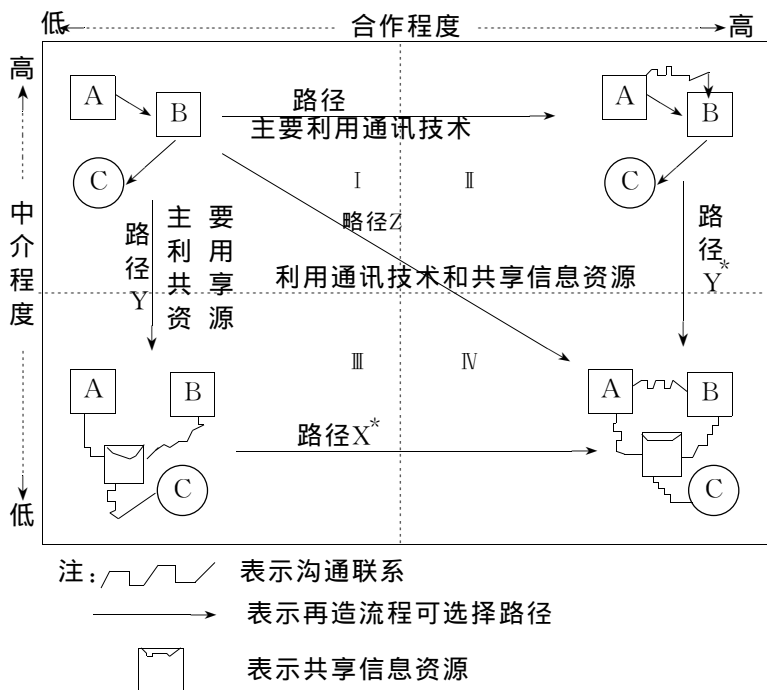 低 合作程度 高
高
A B
C
路径
主要利用通讯技术
A B
C
Ⅰ Ⅱ
略径Z
中介程度
路径Y
主利共资
要用享源
利用通讯技术和共享信息资源
路径Y*
Ⅲ Ⅳ
A B
C
路径X*
A B
C
低
注: 表示沟通联系
表示再造流程可选择路径
表示共享信息资源